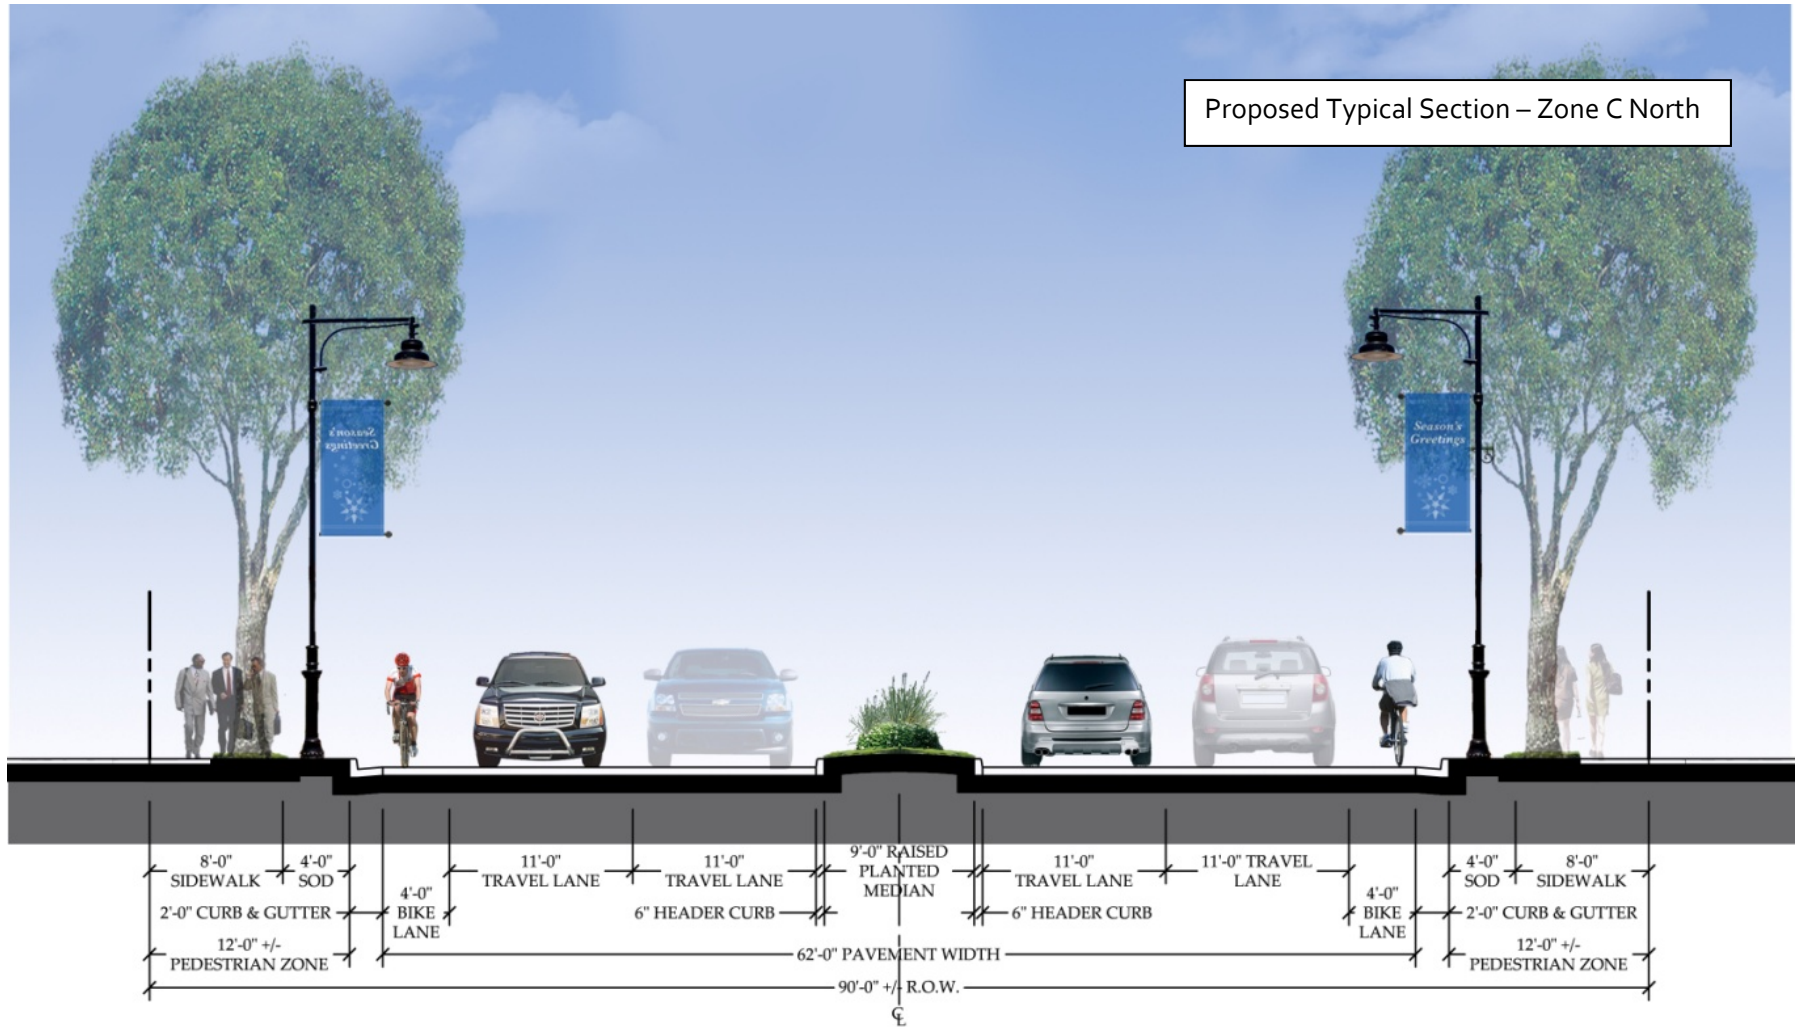 Proposed Typical Section – Zone C North
Season's
Greetings
Season's
Greetings
8'-0"
SIDEWALK
4'-0"
SOD
2'-0" CURB & GUTTER
12'-0" +/-
PEDESTRIAN ZONE
4'-0"
BIKE
LANE
11'-0"
TRAVEL LANE
11'-0"
TRAVEL LANE
6" HEADER CURB
9'-0" RAISED
PLANTED
MEDIAN
11'-0"
TRAVEL LANE
11'-0" TRAVEL
LANE
6" HEADER CURB
4'-0"
BIKE
LANE
4'-0"
SOD
8'-0"
SIDEWALK
2'-0" CURB & GUTTER
12'-0" +/-
PEDESTRIAN ZONE
62'-0" PAVEMENT WIDTH
90'-0" +/- R.O.W.
℄